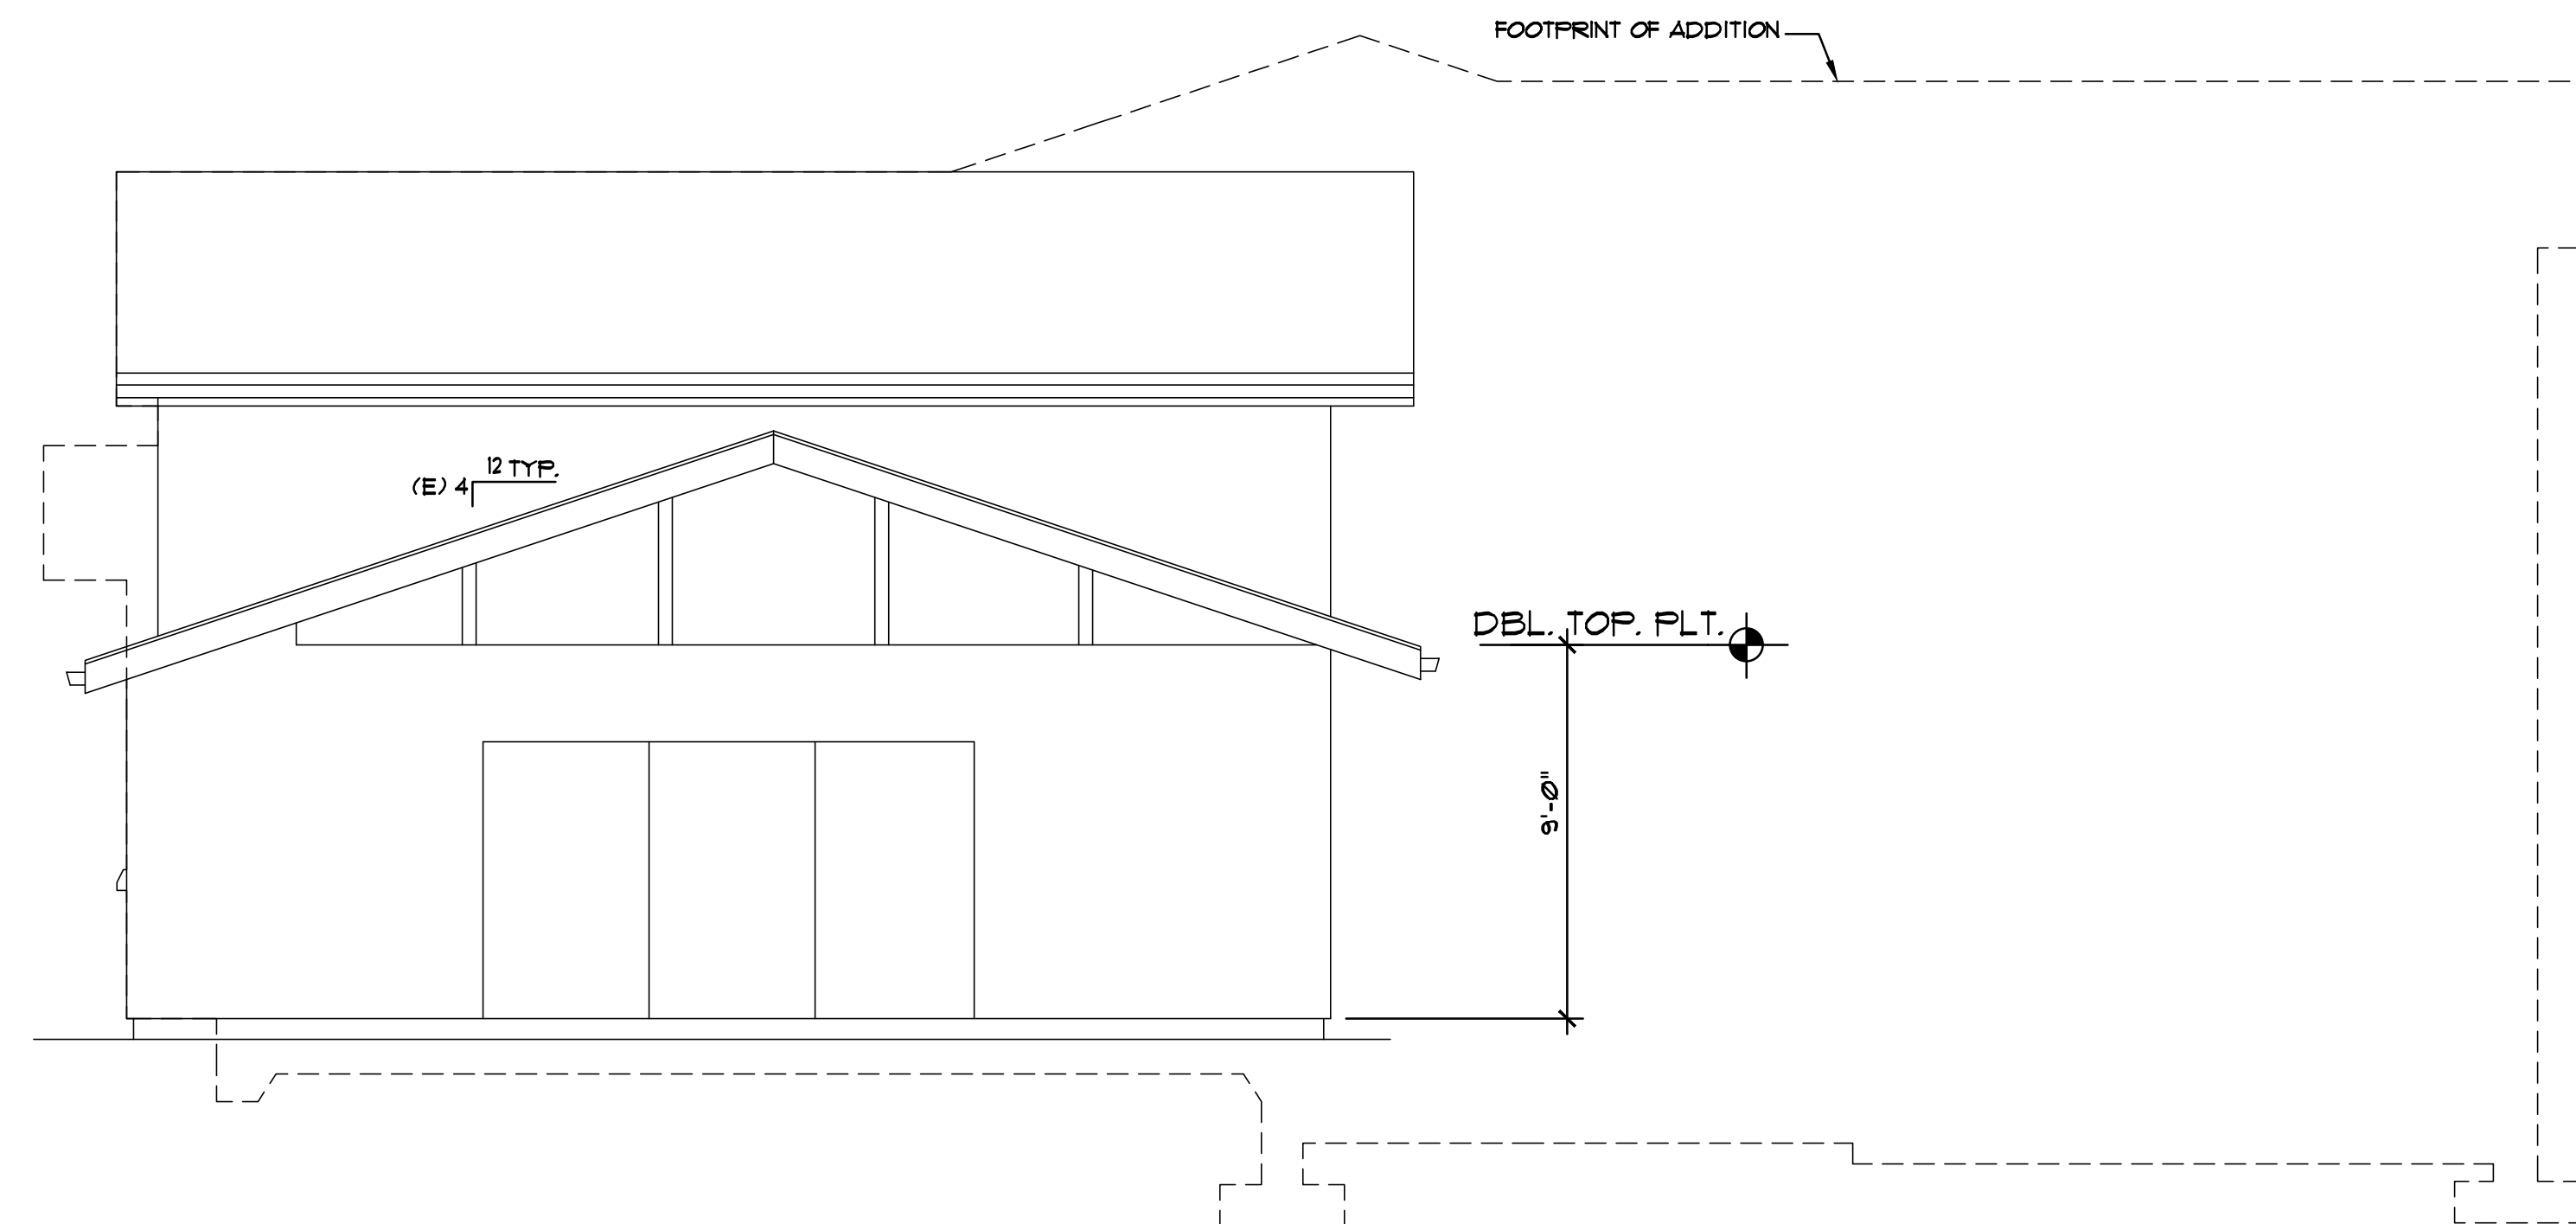 FOOTPRINT OF ADDITION
12 TYP.
(E) 4
DBL. TOP. PLT.
9'-0"